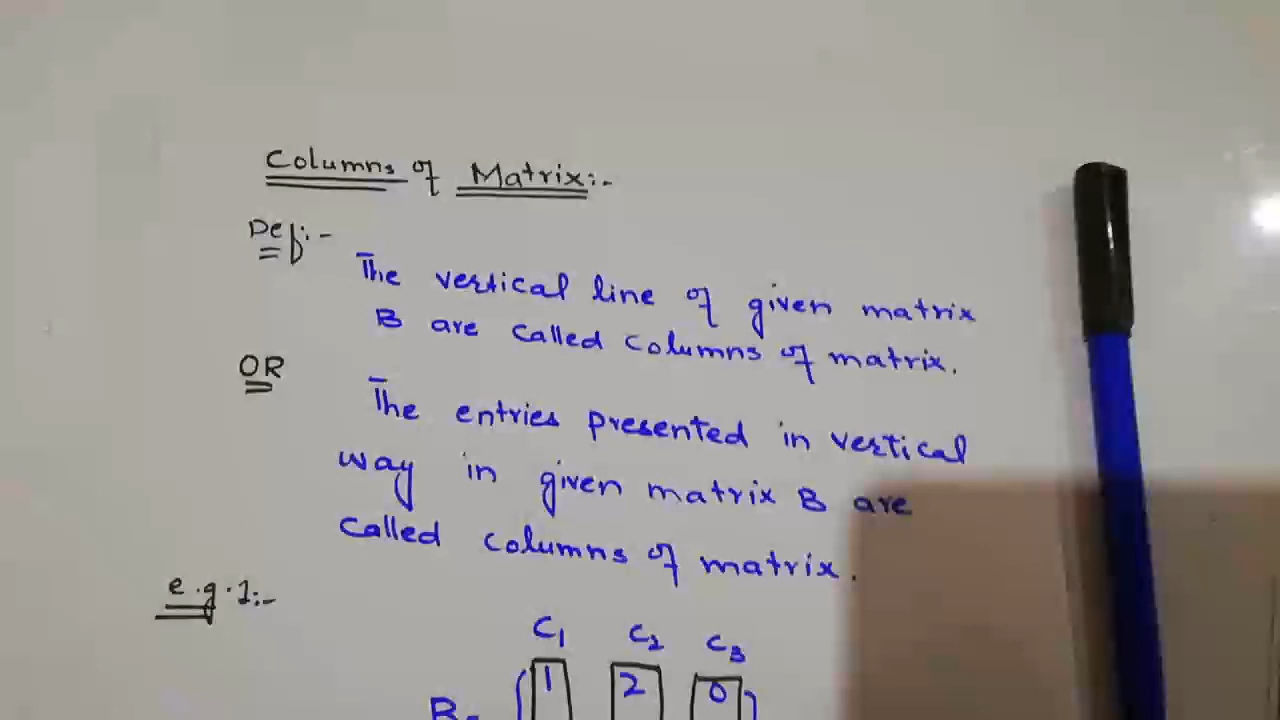 Columns of Matrix:-
Def:-
The vertical line of given matrix
B are called columns of matrix.
OR
The entries presented in vertical
way in given matrix B are
called columns of matrix.
e.g.1:-
C1 C2 C3
B= [1 2 0]